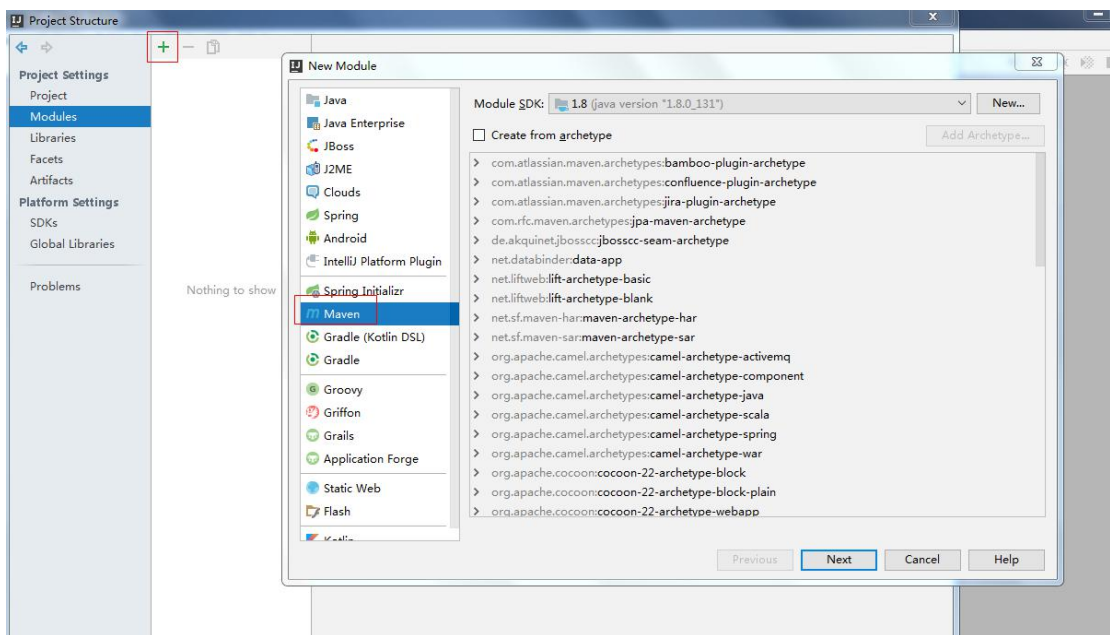 Project Structure
Project Settings
Project
Modules
Libraries
Facets
Artifacts
Platform Settings
SDKs
Global Libraries
Problems
Nothing to show
New Module
Java
Java Enterprise
JBoss
J2ME
Clouds
Spring
Android
IntelliJ Platform Plugin
Spring Initializr
Maven
Gradle (Kotlin DSL)
Gradle
Groovy
Griffon
Grails
Application Forge
Static Web
Flash
Kotlin
Module SDK: 1.8 (java version "1.8.0_131") New...
Create from archetype Add Archetype...
com.atlassian.maven.archetypes:bamboo-plugin-archetype
com.atlassian.maven.archetypes:confluence-plugin-archetype
com.atlassian.maven.archetypes:jira-plugin-archetype
com.rfc.maven.archetypes:jpa-maven-archetype
de.akquinet.jbosscc:jbosscc-seam-archetype
net.databinder:data-app
net.liftweb:lift-archetype-basic
net.liftweb:lift-archetype-blank
net.sf.maven-har:maven-archetype-har
net.sf.maven-sar:maven-archetype-sar
org.apache.camel.archetypes:camel-archetype-activemq
org.apache.camel.archetypes:camel-archetype-component
org.apache.camel.archetypes:camel-archetype-java
org.apache.camel.archetypes:camel-archetype-scala
org.apache.camel.archetypes:camel-archetype-spring
org.apache.camel.archetypes:camel-archetype-war
org.apache.cocoon:cocoon-22-archetype-block
org.apache.cocoon:cocoon-22-archetype-block-plain
org.apache.cocoon:cocoon-22-archetype-webapp
Previous Next Cancel Help